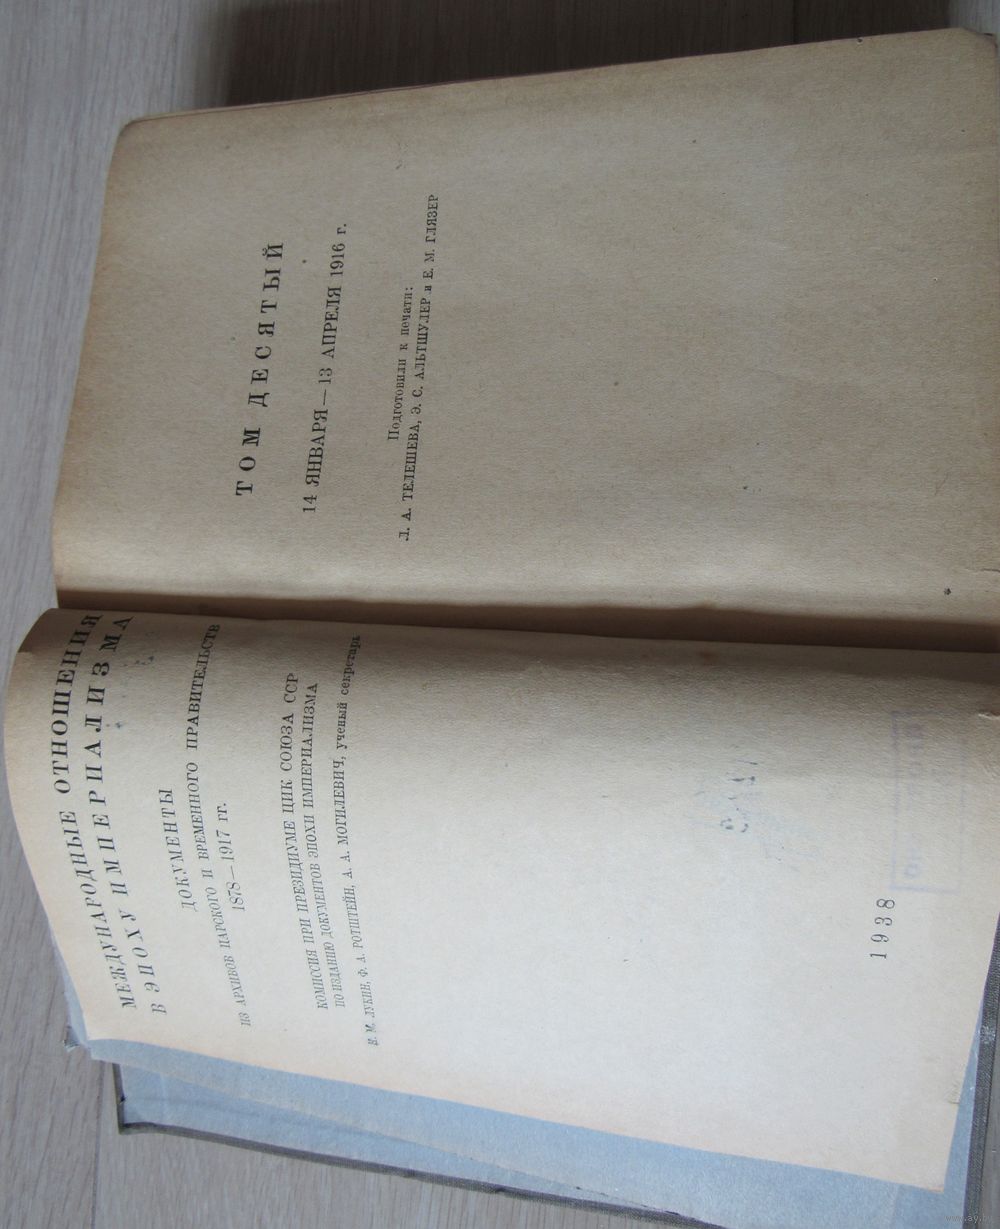 МЕЖДУНАРОДНЫЕ ОТНОШЕНИЯ
В ЭПОХУ ИМПЕРИАЛИЗМА
ДОКУМЕНТЫ
ИЗ АРХИВОВ ЦАРСКОГО И ВРЕМЕННОГО ПРАВИТЕЛЬСТВ
1878—1917 гг.
КОМИССИЯ ПРИ ПРЕЗИДИУМЕ ЦИК СОЮЗА ССР
ПО ИЗДАНИЮ ДОКУМЕНТОВ ЭПОХИ ИМПЕРИАЛИЗМА
Н. М. ЛУКИН, Ф. А. РОТШТЕЙН, А. А. МОГИЛЕВИЧ, ученый секретарь
1938
ТОМ ДЕСЯТЫЙ
14 ЯНВАРЯ—13 АПРЕЛЯ 1916 г.
Подготовили к печати:
Л. А. ТЕЛЕШЕВА, Э. С. АЛЬТШУЛЕР и Е. М. ГЛЯЗЕР